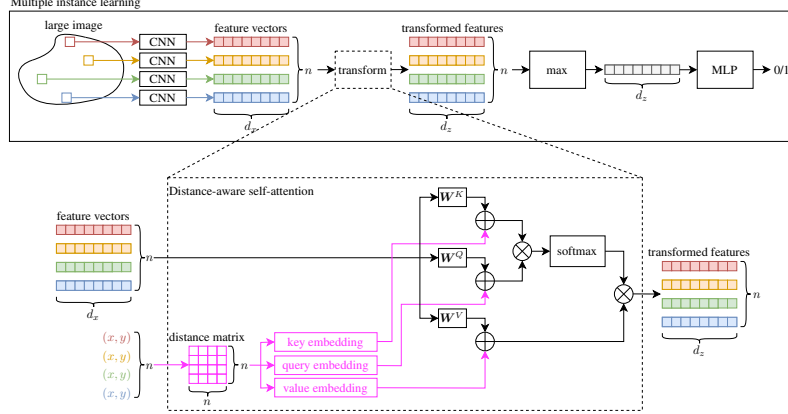 Multiple instance learning
large image
feature vectors
transformed features
CNN
CNN
CNN
CNN
n
transform
n
max
MLP
0/1
d_x
d_z
d_z
Distance-aware self-attention
feature vectors
n
d_x
W^K
W^Q
W^V
softmax
transformed features
n
d_z
(x, y)
(x, y)
(x, y)
(x, y)
n
distance matrix
n
n
key embedding
query embedding
value embedding